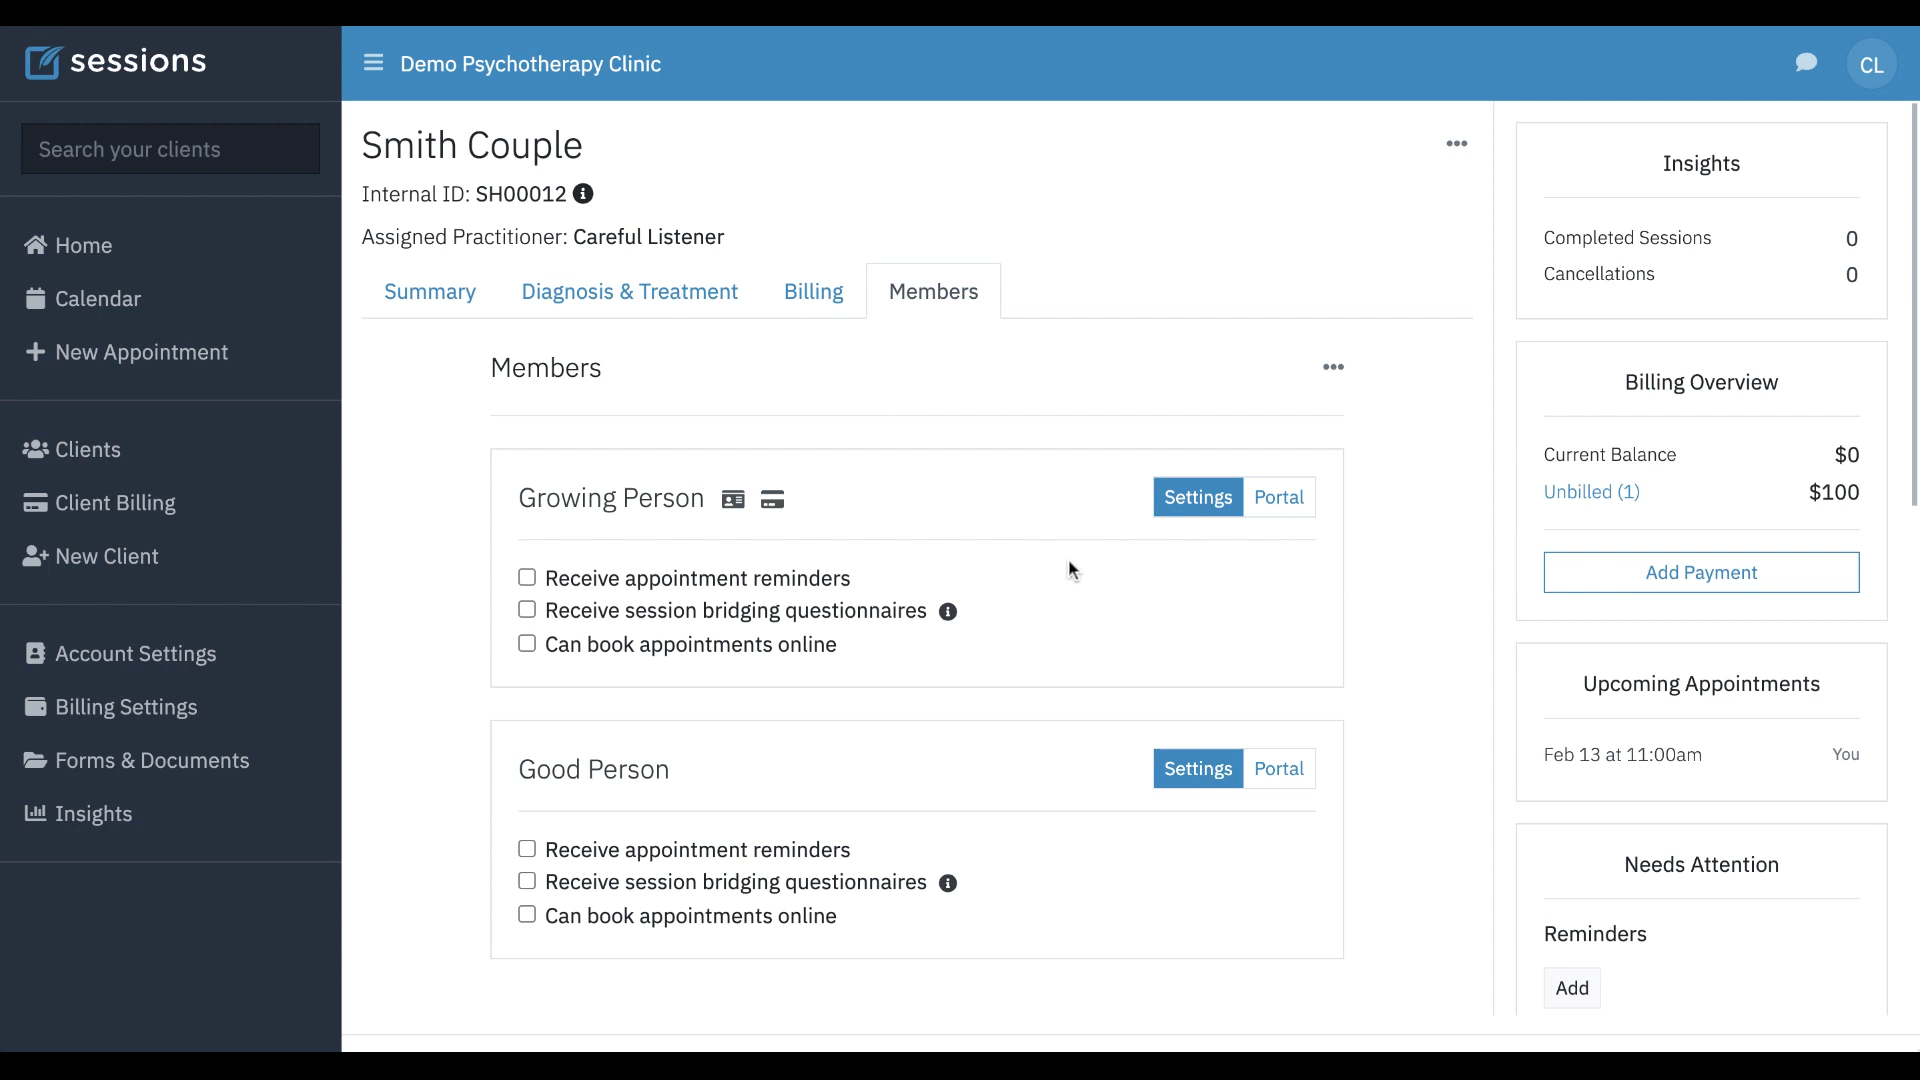 sessions
Demo Psychotherapy Clinic
CL
Search your clients
Home
Calendar
New Appointment
Clients
Client Billing
New Client
Account Settings
Billing Settings
Forms & Documents
Insights
Smith Couple
Internal ID: SH00012
Assigned Practitioner: Careful Listener
Summary
Diagnosis & Treatment
Billing
Members
Members
Growing Person
Settings
Portal
Receive appointment reminders
Receive session bridging questionnaires
Can book appointments online
Good Person
Settings
Portal
Receive appointment reminders
Receive session bridging questionnaires
Can book appointments online
Insights
Completed Sessions 0
Cancellations 0
Billing Overview
Current Balance $0
Unbilled (1) $100
Add Payment
Upcoming Appointments
Feb 13 at 11:00am You
Needs Attention
Reminders
Add